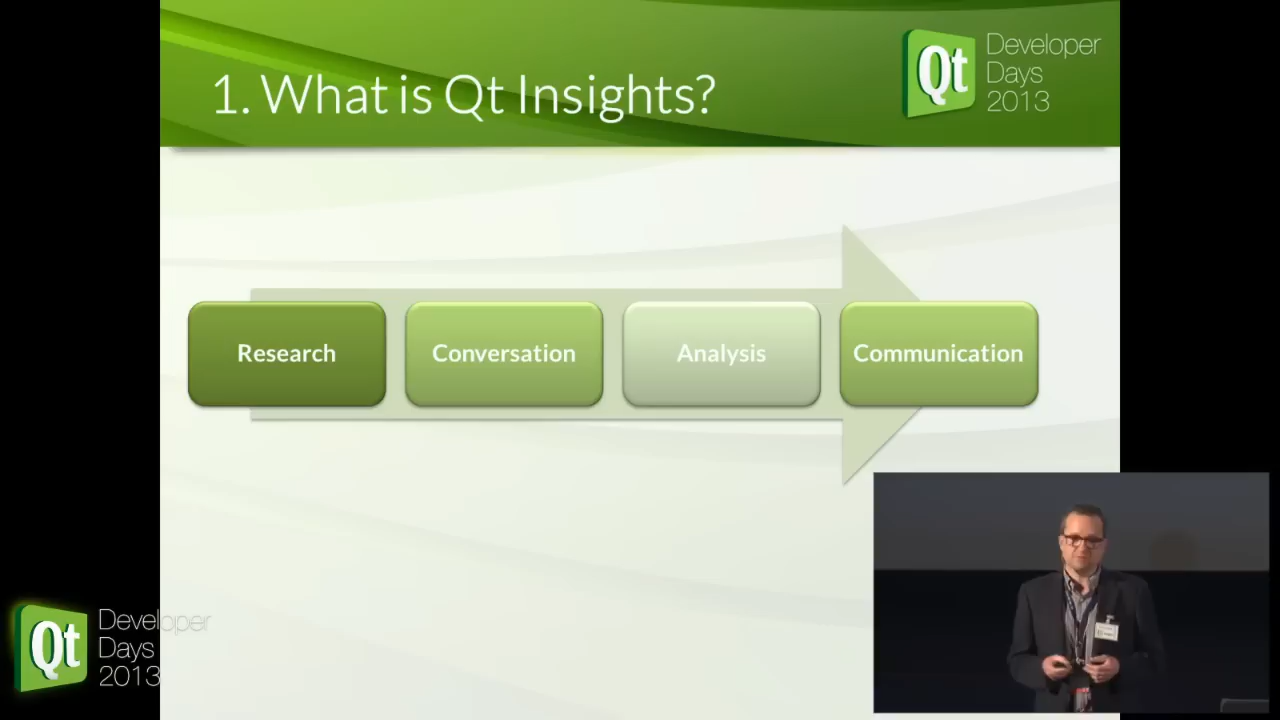 1. What is Qt Insights?
Qt
Developer
Days
2013
Research
Conversation
Analysis
Communication
Qt
Developer
Days
2013